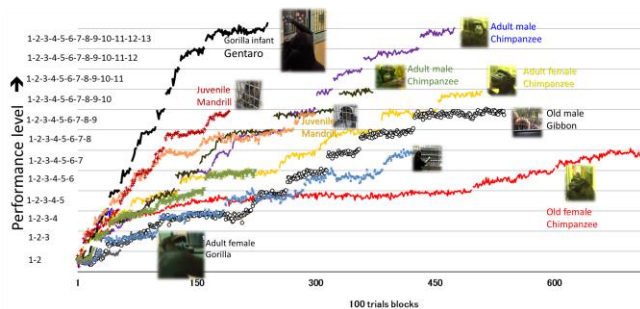 1-2-3-4-5-6-7-8-9-10-11-12-13
1-2-3-4-5-6-7-8-9-10-11-12
1-2-3-4-5-6-7-8-9-10-11
1-2-3-4-5-6-7-8-9-10
1-2-3-4-5-6-7-8-9
1-2-3-4-5-6-7-8
1-2-3-4-5-6-7
1-2-3-4-5-6
1-2-3-4-5
1-2-3-4
1-2-3
1-2
Performance level
Gorilla infant
Gentaro
Adult male
Chimpanzee
Adult male
Chimpanzee
Adult female
Chimpanzee
Juvenile
Mandrill
Juvenile
Mandrill
Old male
Gibbon
Old female
Chimpanzee
Adult female
Gorilla
1
150
300
450
600
100 trials blocks